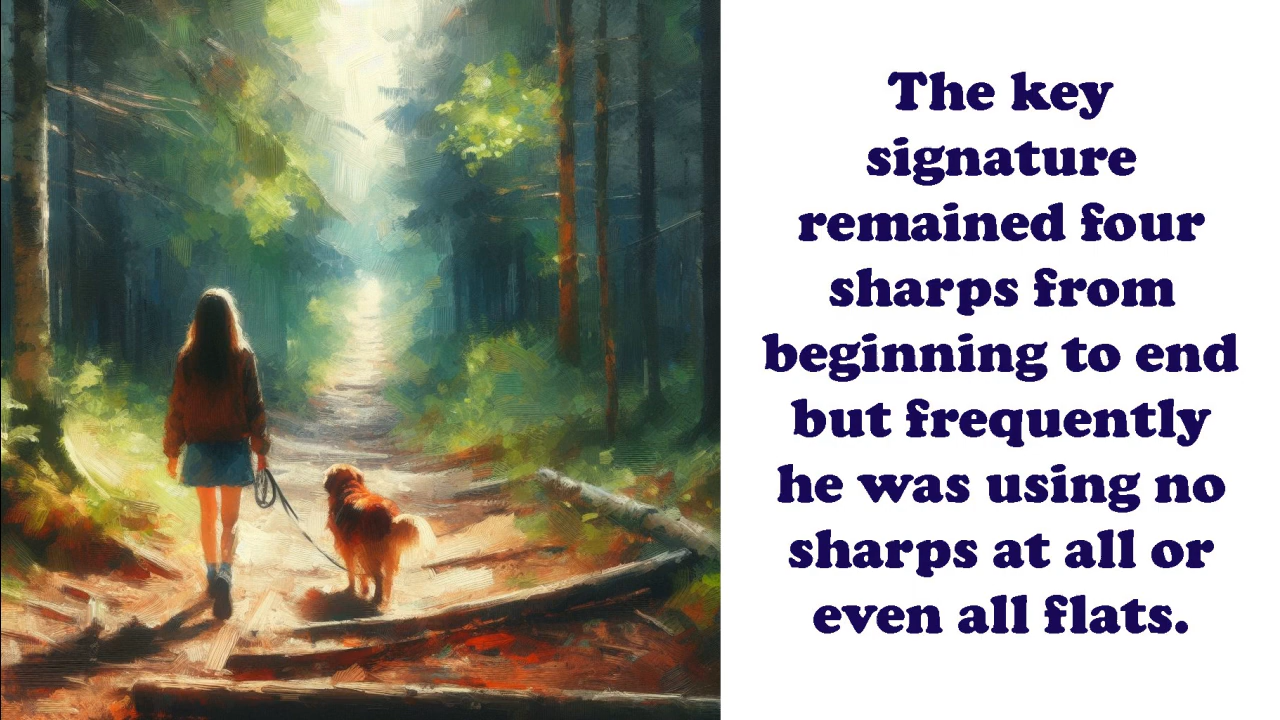 The key
signature
remained four
sharps from
beginning to end
but frequently
he was using no
sharps at all or
even all flats.